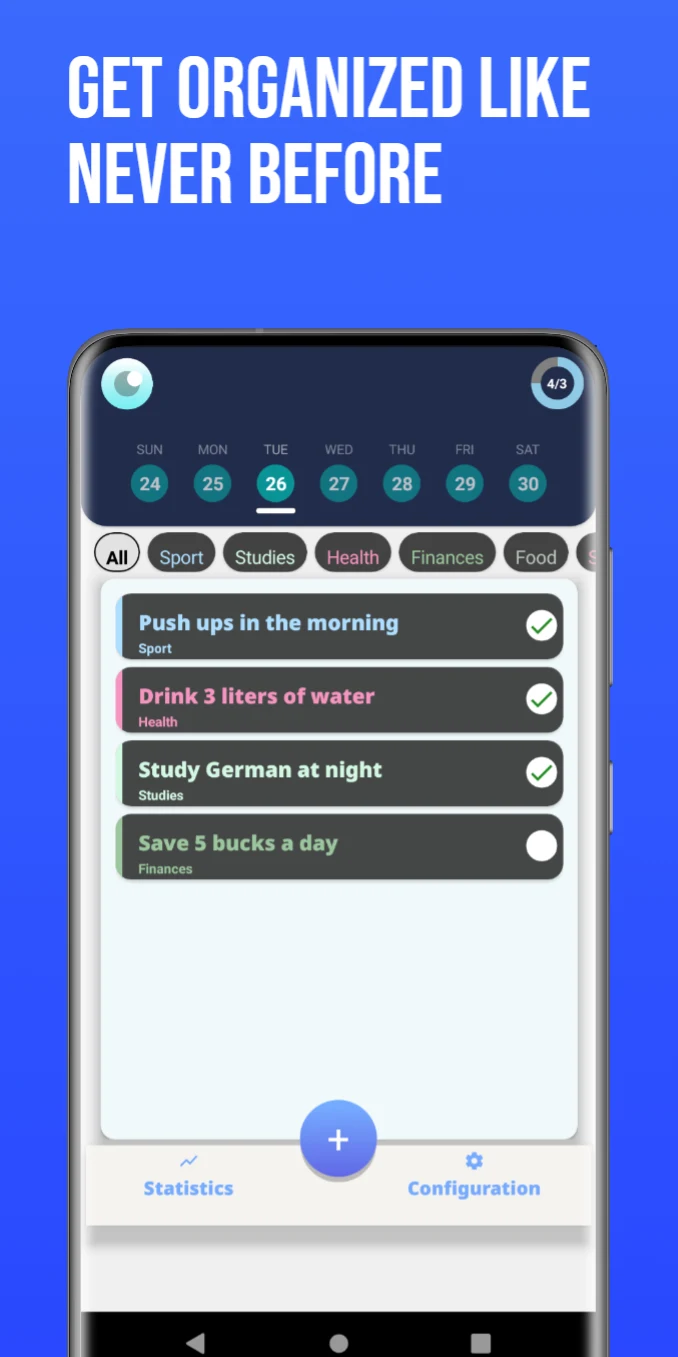 GET ORGANIZED LIKE
NEVER BEFORE
4/3
SUN MON TUE WED THU FRI SAT
24 25 26 27 28 29 30
All Sport Studies Health Finances Food S
Push ups in the morning
Sport
Drink 3 liters of water
Health
Study German at night
Studies
Save 5 bucks a day
Finances
+
Statistics Configuration